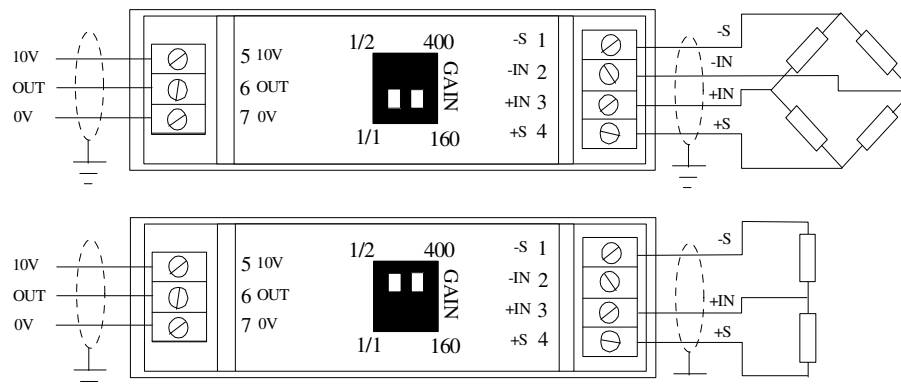 1/2 400 -S 1 -S
10V 5 10V -IN 2 -IN
OUT 6 OUT GAIN +IN 3 +IN
0V 7 0V +S 4 +S
1/1 160
1/2 400 -S 1 -S
10V 5 10V -IN 2
OUT 6 OUT GAIN +IN 3 +IN
0V 7 0V +S 4 +S
1/1 160